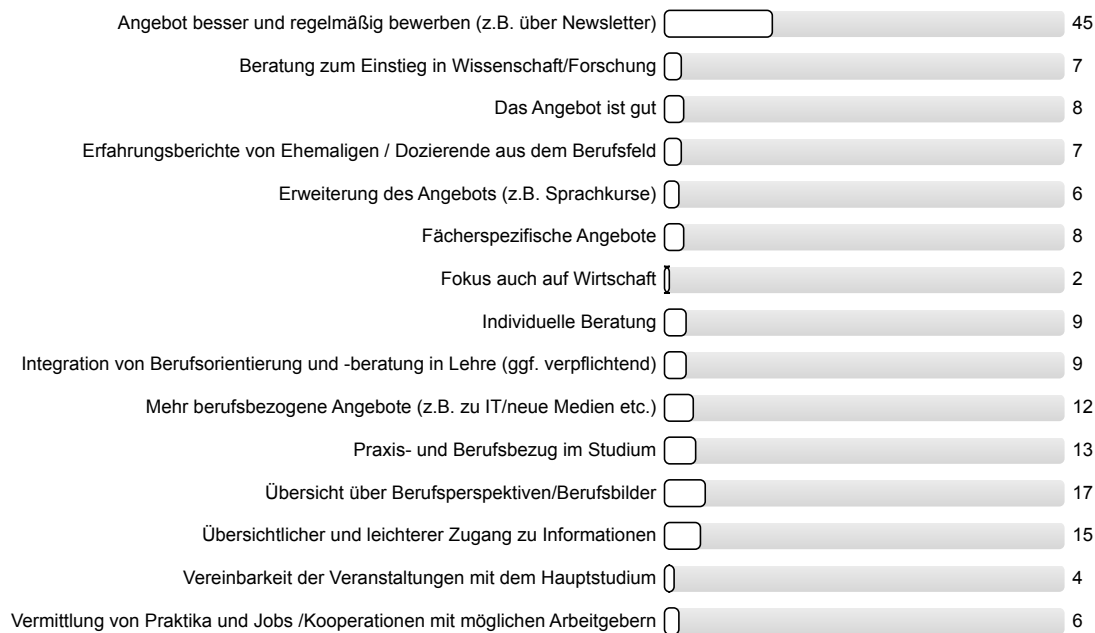 Angebot besser und regelmäßig bewerben (z.B. über Newsletter) 45
Beratung zum Einstieg in Wissenschaft/Forschung 7
Das Angebot ist gut 8
Erfahrungsberichte von Ehemaligen / Dozierende aus dem Berufsfeld 7
Erweiterung des Angebots (z.B. Sprachkurse) 6
Fächerspezifische Angebote 8
Fokus auch auf Wirtschaft 2
Individuelle Beratung 9
Integration von Berufsorientierung und -beratung in Lehre (ggf. verpflichtend) 9
Mehr berufsbezogene Angebote (z.B. zu IT/neue Medien etc.) 12
Praxis- und Berufsbezug im Studium 13
Übersicht über Berufsperspektiven/Berufsbilder 17
Übersichtlicher und leichterer Zugang zu Informationen 15
Vereinbarkeit der Veranstaltungen mit dem Hauptstudium 4
Vermittlung von Praktika und Jobs /Kooperationen mit möglichen Arbeitgebern 6